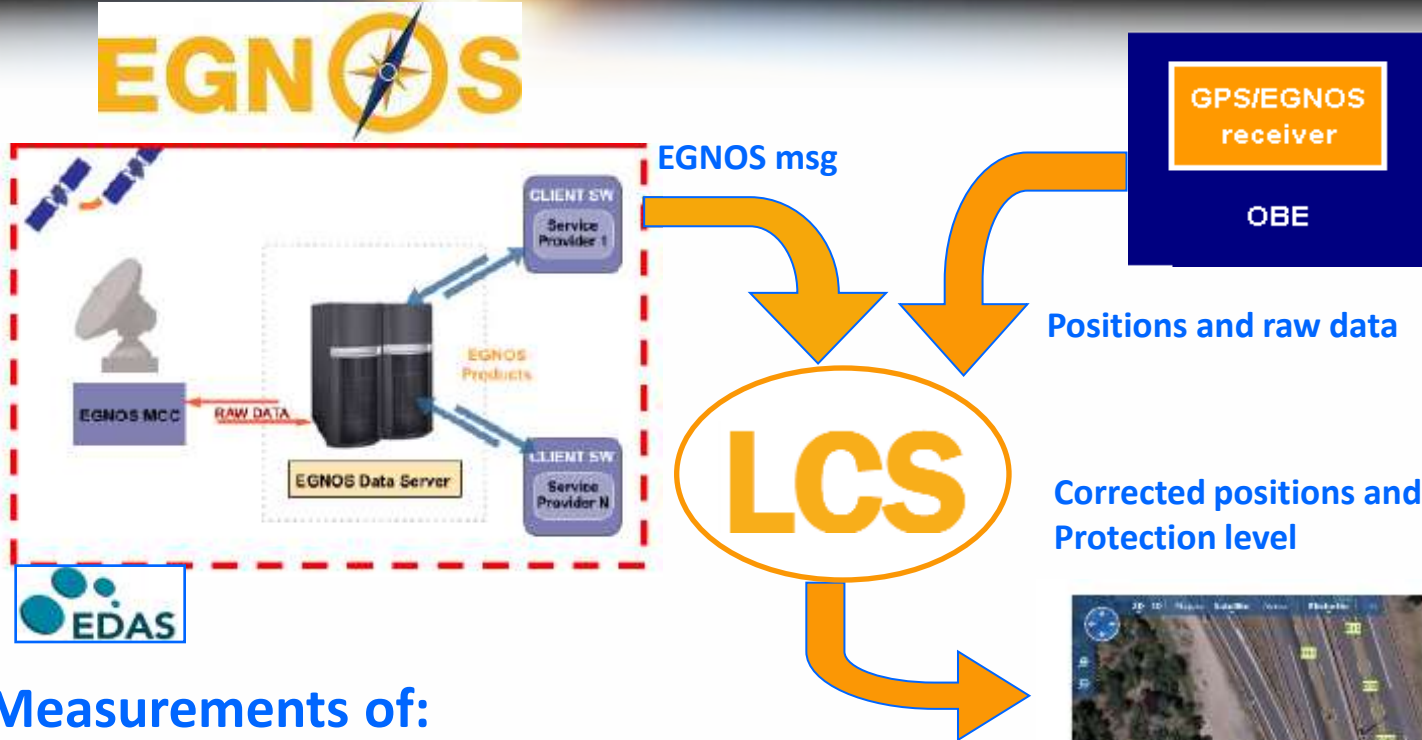 EGNOS
EGNOS msg
CLIENT SW
Service
Provider 1
EGNOS
Products
EGNOS MCC
RAW DATA
EGNOS Data Server
CLIENT SW
Service
Provider N
EDAS
GPS/EGNOS
receiver
OBE
Positions and raw data
LCS
Corrected positions and
Protection level
Measurements of:
2D 3D